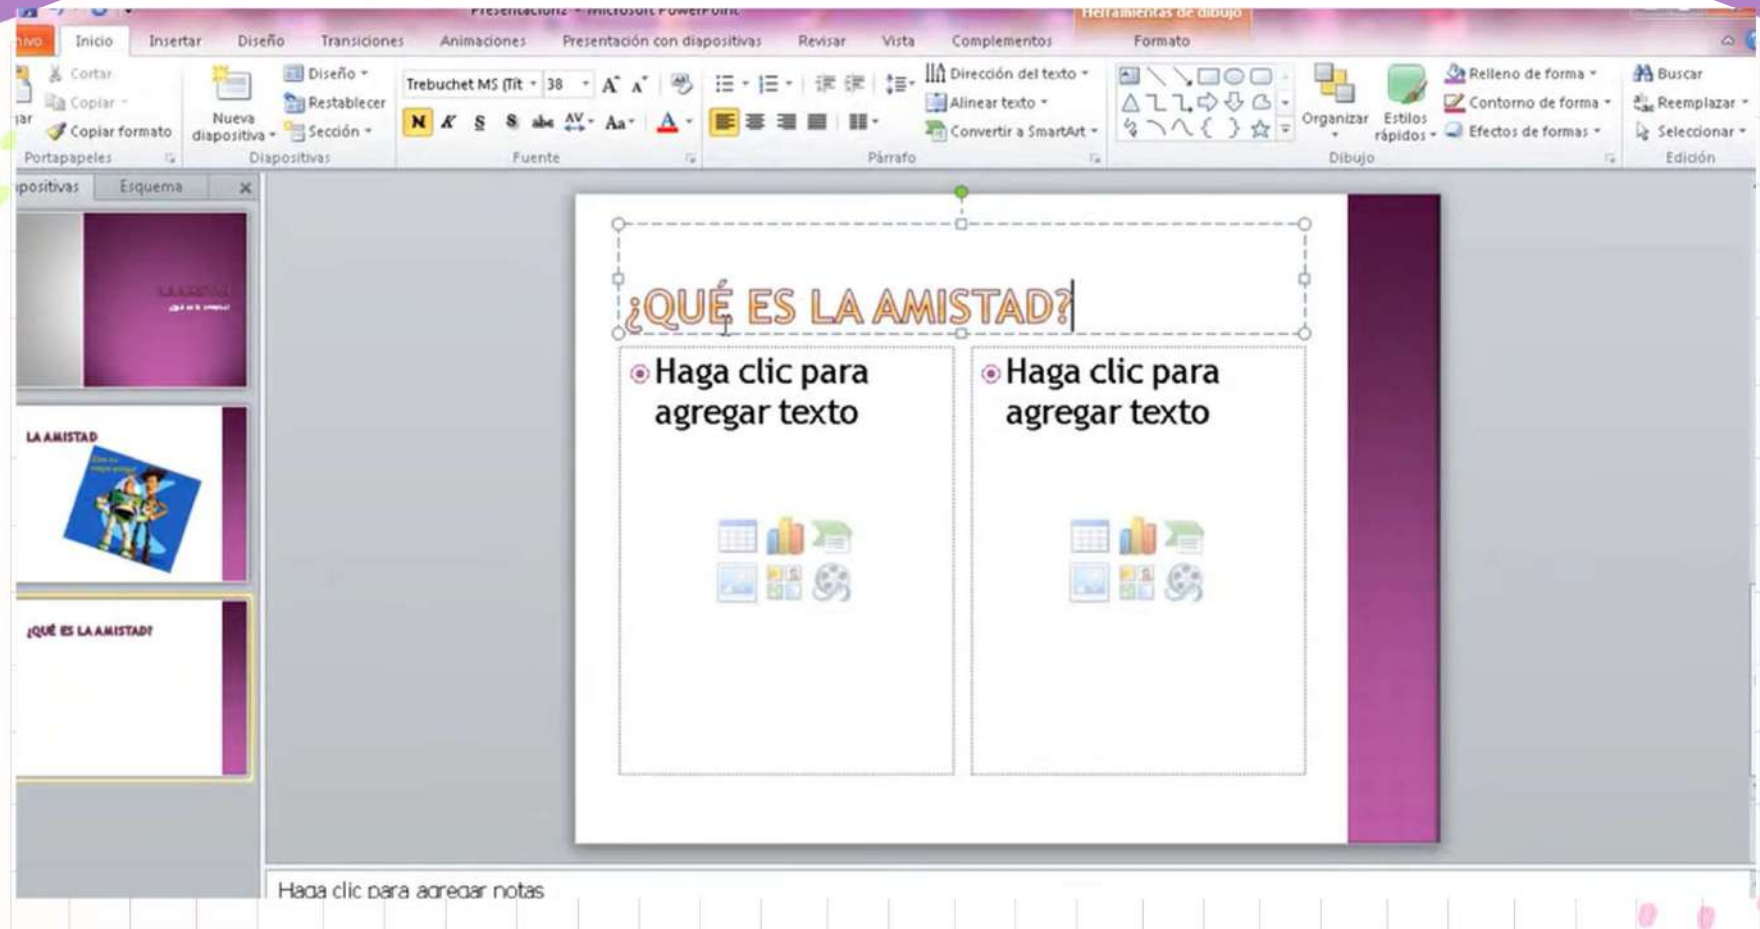 Presentación2 - Microsoft PowerPoint
Herramientas de dibujo
Inicio Insertar Diseño Transiciones Animaciones Presentación con diapositivas Revisar Vista Complementos Formato
Cortar
Copiar
Copiar formato
Portapapeles
Nueva diapositiva
Diseño
Restablecer
Sección
Diapositivas
Trebuchet MS (Tít 38
N K S S abc AV Aa A
Fuente
Dirección del texto
Alinear texto
Convertir a SmartArt
Párrafo
Organizar
Estilos rápidos
Relleno de forma
Contorno de forma
Efectos de formas
Dibujo
Buscar
Reemplazar
Seleccionar
Edición
positivas Esquema
LA AMISTAD
¿QUÉ ES LA AMISTAD?
¿QUÉ ES LA AMISTAD?
Haga clic para
agregar texto
Haga clic para
agregar texto
Haga clic para agregar notas